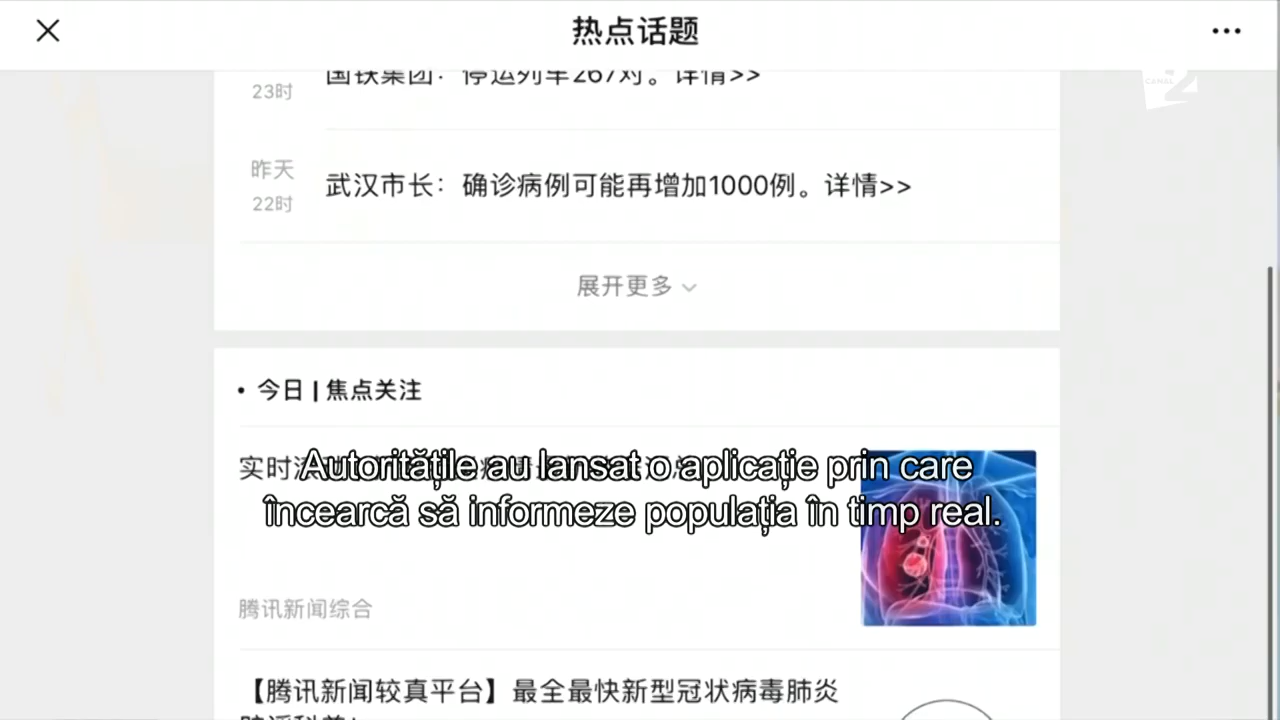 热点话题
23时
国铁集团：停运列车267对。详情>>
CANAL 2
昨天
22时
武汉市长：确诊病例可能再增加1000例。详情>>
展开更多
• 今日 | 焦点关注
实时
Autoritățile au lansat o aplicație prin care
încearcă să informeze populația în timp real.
腾讯新闻综合
【腾讯新闻较真平台】最全最快新型冠状病毒肺炎